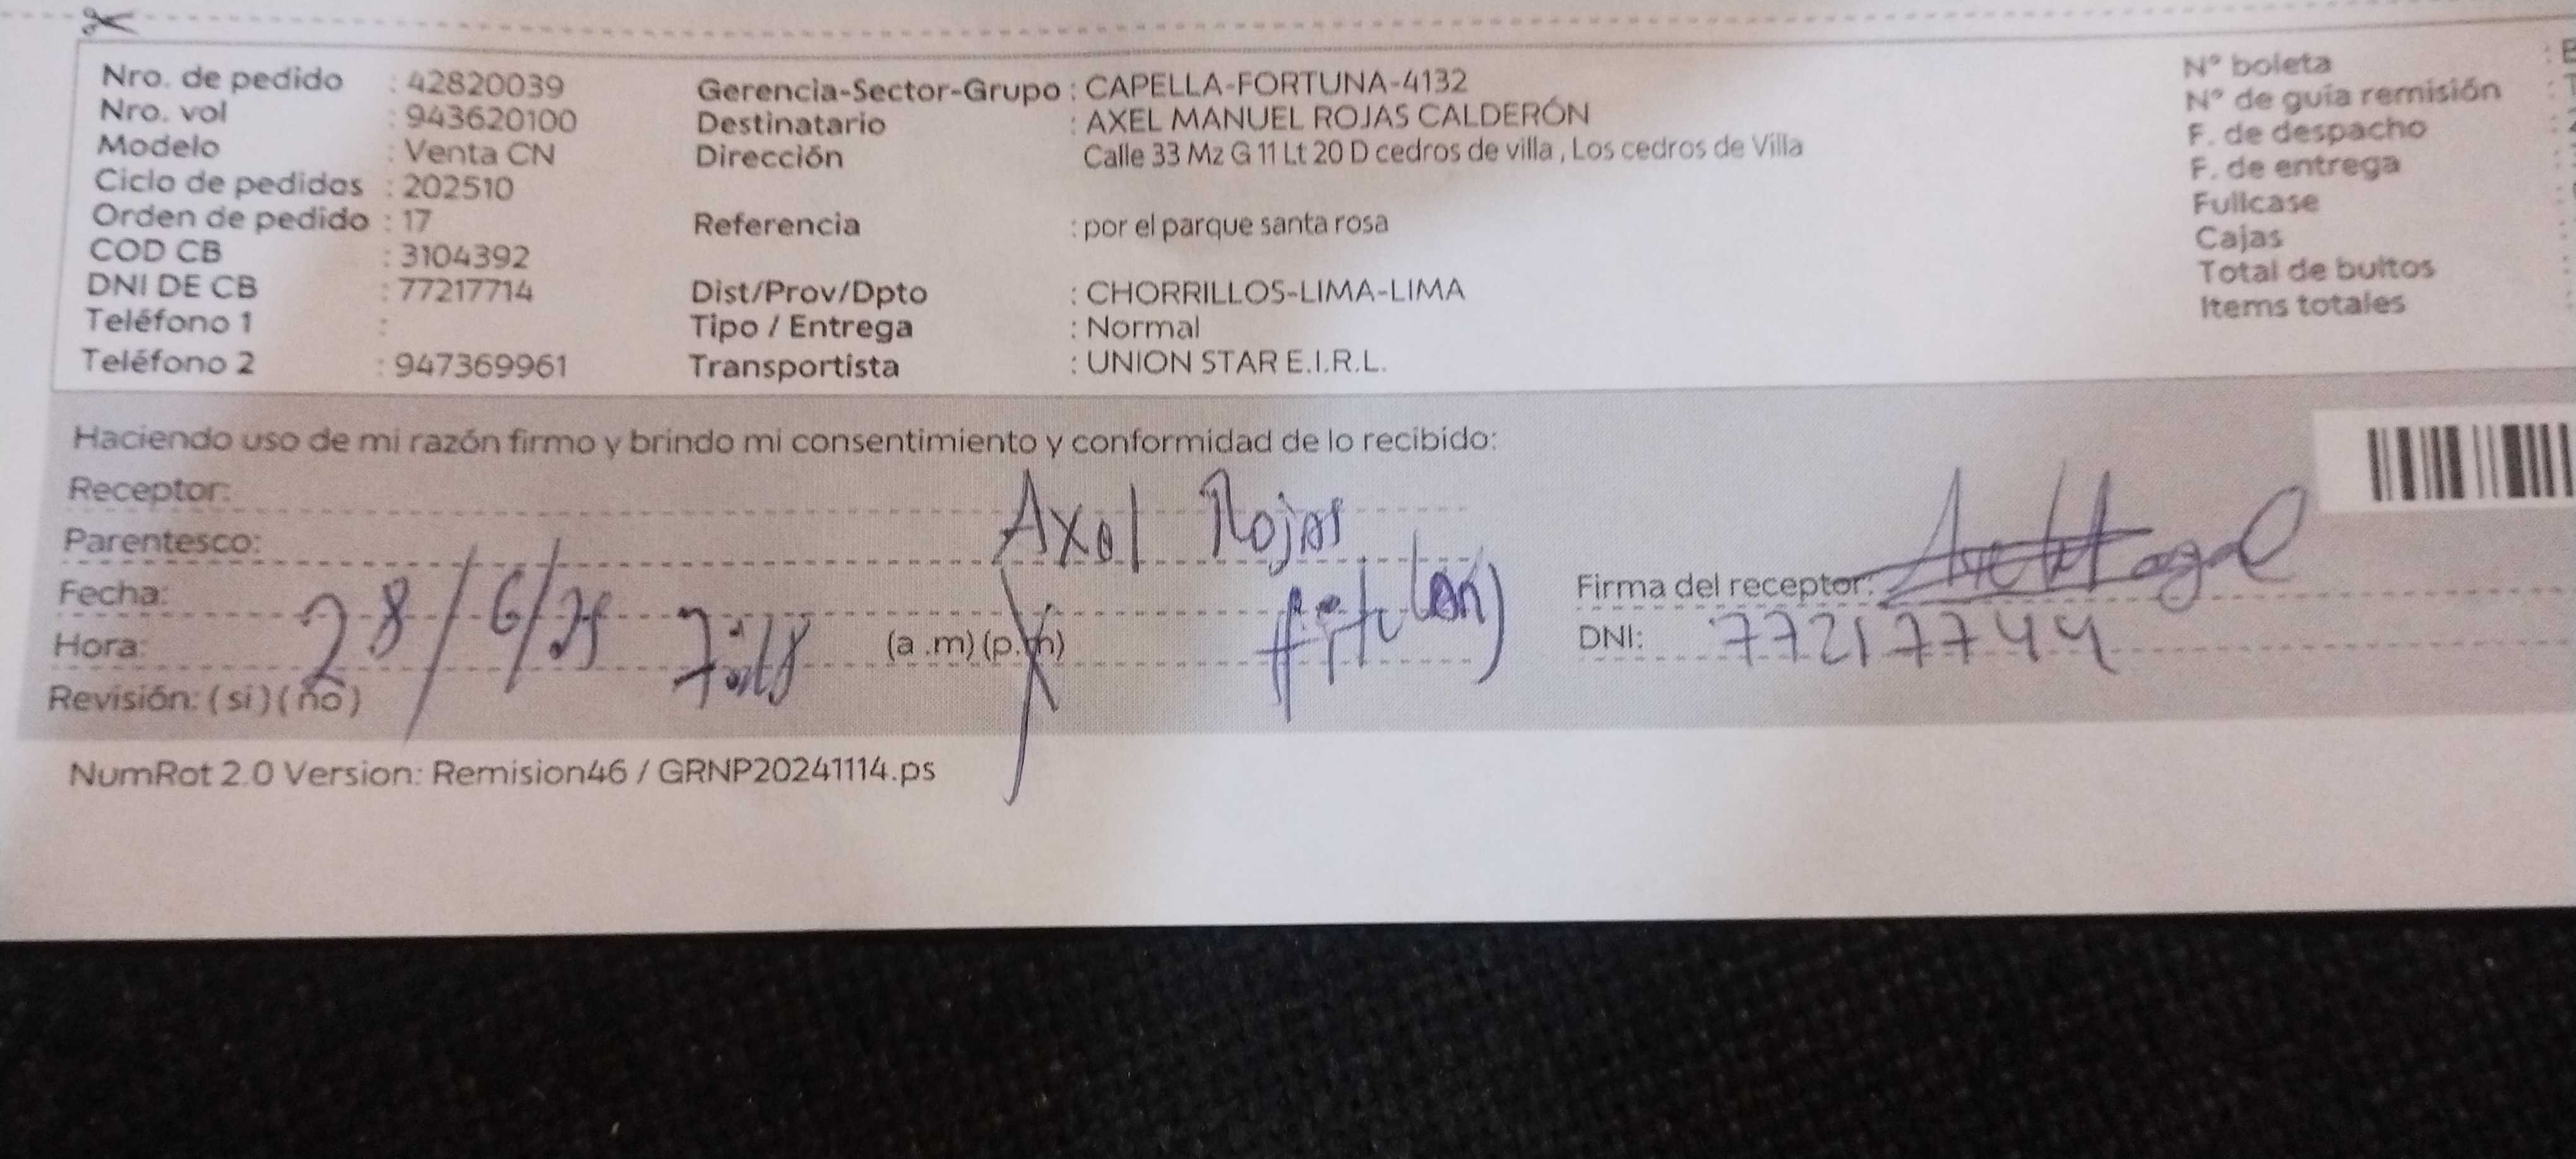 Nro. de pedido : 42820039
Nro. vol : 943620100
Modelo : Venta CN
Ciclo de pedidos : 202510
Orden de pedido : 17
COD CB : 3104392
DNI DE CB : 77217714
Teléfono 1 :
Teléfono 2 : 947369961
Gerencia-Sector-Grupo : CAPELLA-FORTUNA-4132
Destinatario : AXEL MANUEL ROJAS CALDERÓN
Dirección Calle 33 Mz G 11 Lt 20 D cedros de villa , Los cedros de Villa
Referencia : por el parque santa rosa
Dist/Prov/Dpto : CHORRILLOS-LIMA-LIMA
Tipo / Entrega : Normal
Transportista : UNION STAR E.I.R.L.
N° boleta :
N° de guía remisión :
F. de despacho :
F. de entrega :
Fullcase :
Cajas :
Total de bultos :
Items totales :
Haciendo uso de mi razón firmo y brindo mi consentimiento y conformidad de lo recibido:
Receptor: Axel Rojas
Parentesco: (titular)
Fecha: 28/6/25
Hora: (a .m) (p.m)
Revisión: ( si ) ( no )
Firma del receptor:
DNI: 77217744
NumRot 2.0 Version: Remision46 / GRNP20241114.ps